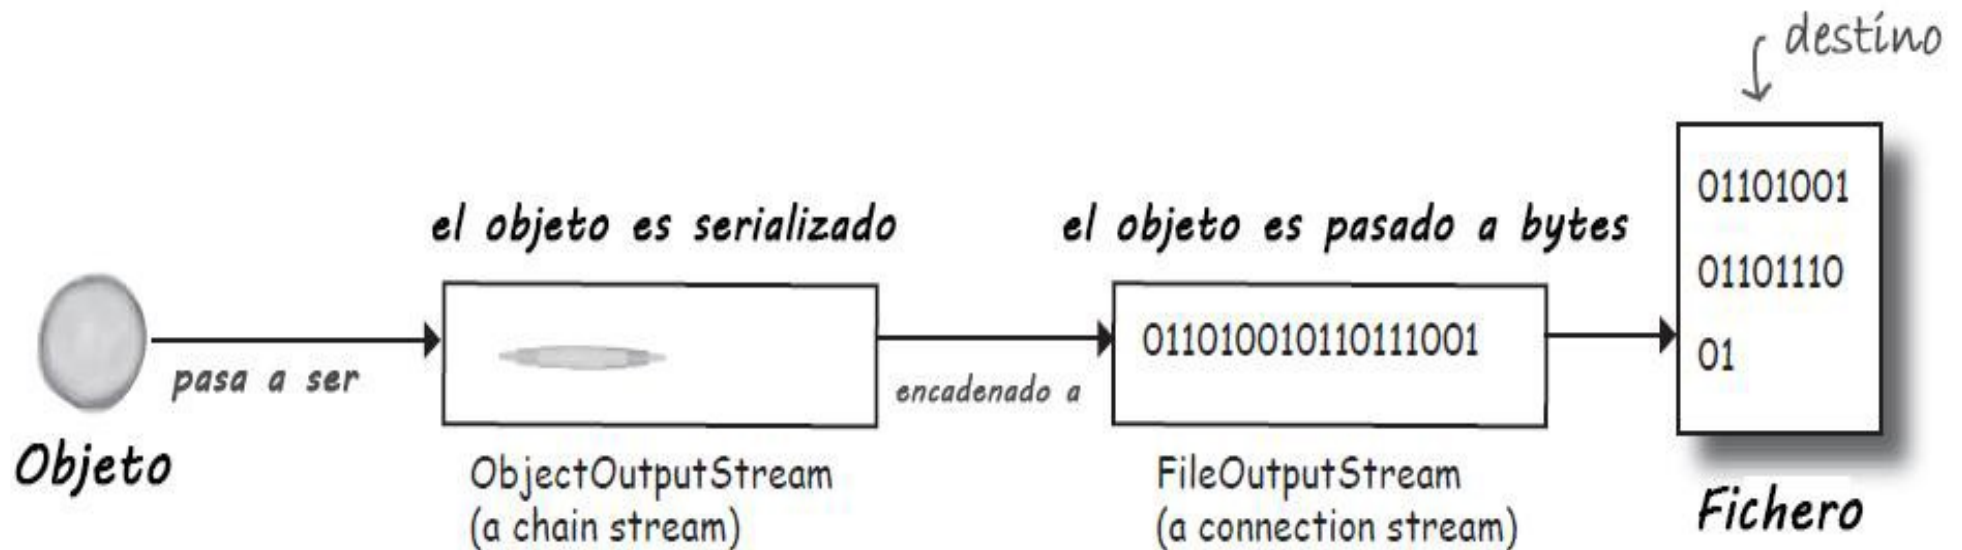 destino
el objeto es serializado
el objeto es pasado a bytes
01101001
01101110
01
011010010110111001
pasa a ser
encadenado a
Objeto
ObjectOutputStream
(a chain stream)
FileOutputStream
(a connection stream)
Fichero